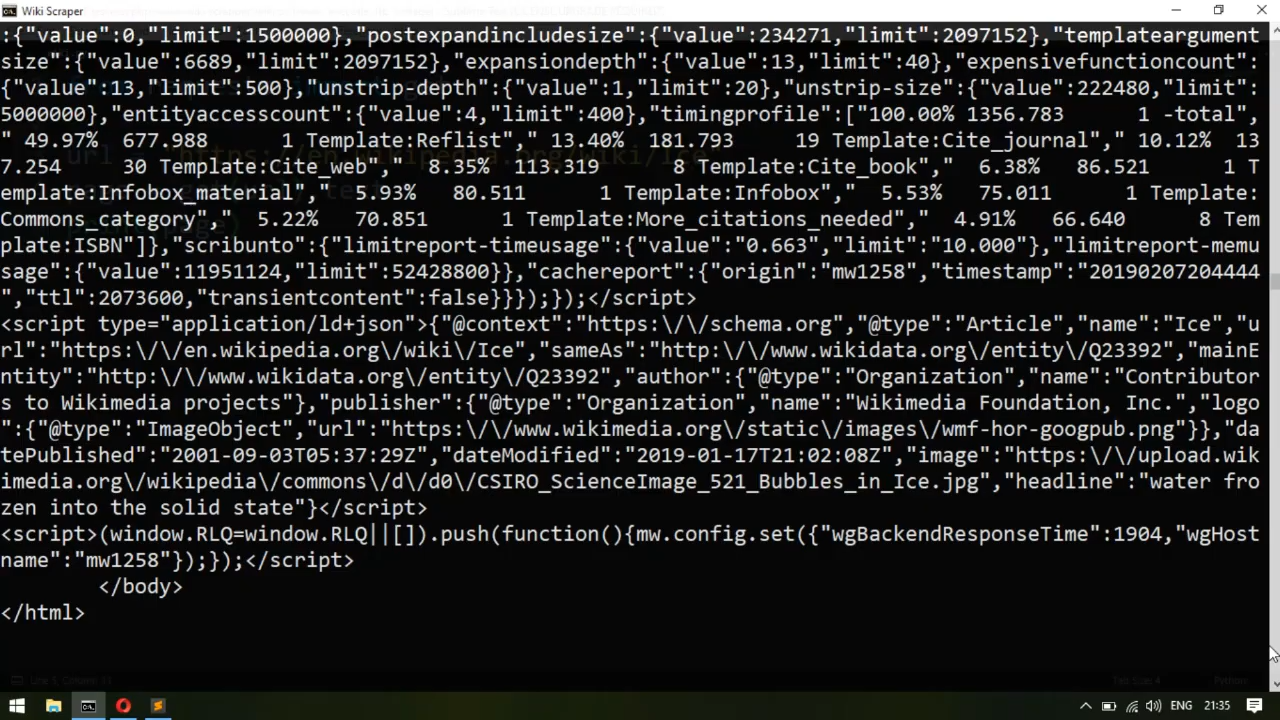 Wiki Scraper
:{"value":0,"limit":1500000},"postexpandincludesize":{"value":234271,"limit":2097152},"templateargument
size":{"value":6689,"limit":2097152},"expansiondepth":{"value":13,"limit":40},"expensivefunctioncount":
{"value":13,"limit":500},"unstrip-depth":{"value":1,"limit":20},"unstrip-size":{"value":222480,"limit":
5000000},"entityaccesscount":{"value":4,"limit":400},"timingprofile":["100.00% 1356.783      1 -total",
" 49.97%  677.988      1 Template:Reflist"," 13.40%  181.793     19 Template:Cite_journal"," 10.12%  13
7.254     30 Template:Cite_web","  8.35%  113.319      8 Template:Cite_book","  6.38%   86.521      1 T
emplate:Infobox_material","  5.93%   80.511      1 Template:Infobox","  5.53%   75.011      1 Template:
Commons_category","  5.22%   70.851      1 Template:More_citations_needed","  4.91%   66.640      8 Tem
plate:ISBN"]},"scribunto":{"limitreport-timeusage":{"value":"0.663","limit":"10.000"},"limitreport-memu
sage":{"value":11951124,"limit":52428800}},"cachereport":{"origin":"mw1258","timestamp":"20190207204444
","ttl":2073600,"transientcontent":false}}});});</script>
<script type="application/ld+json">{"@context":"https:\/\/schema.org","@type":"Article","name":"Ice","u
rl":"https:\/\/en.wikipedia.org\/wiki\/Ice","sameAs":"http:\/\/www.wikidata.org\/entity\/Q23392","mainE
ntity":"http:\/\/www.wikidata.org\/entity\/Q23392","author":{"@type":"Organization","name":"Contributor
s to Wikimedia projects"},"publisher":{"@type":"Organization","name":"Wikimedia Foundation, Inc.","logo
":{"@type":"ImageObject","url":"https:\/\/www.wikimedia.org\/static\/images\/wmf-hor-googpub.png"}},"da
tePublished":"2001-09-03T05:37:29Z","dateModified":"2019-01-17T21:02:08Z","image":"https:\/\/upload.wik
imedia.org\/wikipedia\/commons\/d\/d0\/CSIRO_ScienceImage_521_Bubbles_in_Ice.jpg","headline":"water fro
zen into the solid state"}</script>
<script>(window.RLQ=window.RLQ||[]).push(function(){mw.config.set({"wgBackendResponseTime":1904,"wgHost
name":"mw1258"});});</script>
</body>
</html>
ENG 21:35